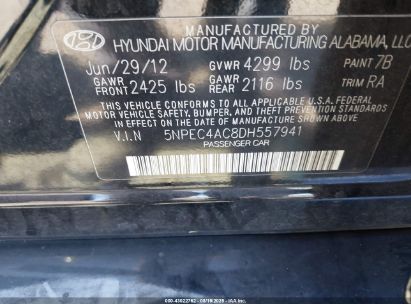 MANUFACTURED BY
HYUNDAI MOTOR MANUFACTURING ALABAMA, LLC
Jun/29/12 GVWR 4299 lbs PAINT 7B
GAWR FRONT 2425 lbs GAWR REAR 2116 lbs TRIM RA
THIS VEHICLE CONFORMS TO ALL APPLICABLE U.S. FEDERAL
MOTOR VEHICLE SAFETY, BUMPER, AND THEFT PREVENTION STANDARDS
IN EFFECT ON THE DATE OF MANUFACTURE SHOWN ABOVE.
V.I.N 5NPEC4AC8DH557941
PASSENGER CAR